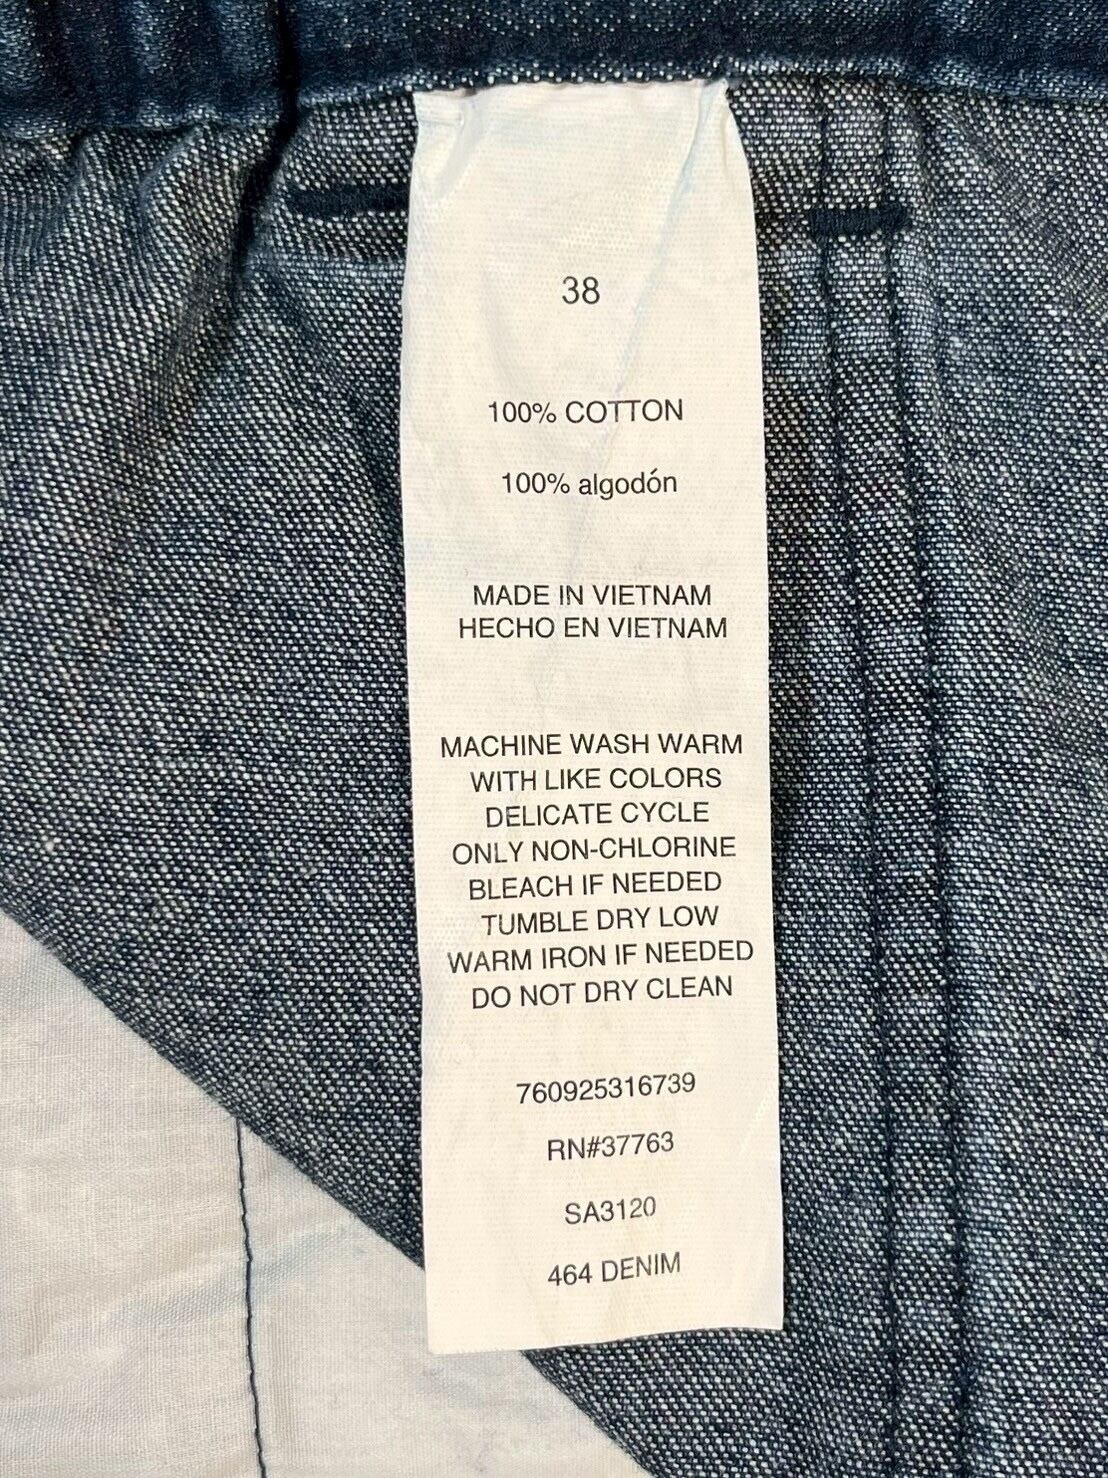 38
100% COTTON
100% algodón
MADE IN VIETNAM
HECHO EN VIETNAM
MACHINE WASH WARM
WITH LIKE COLORS
DELICATE CYCLE
ONLY NON-CHLORINE
BLEACH IF NEEDED
TUMBLE DRY LOW
WARM IRON IF NEEDED
DO NOT DRY CLEAN
760925316739
RN#37763
SA3120
464 DENIM